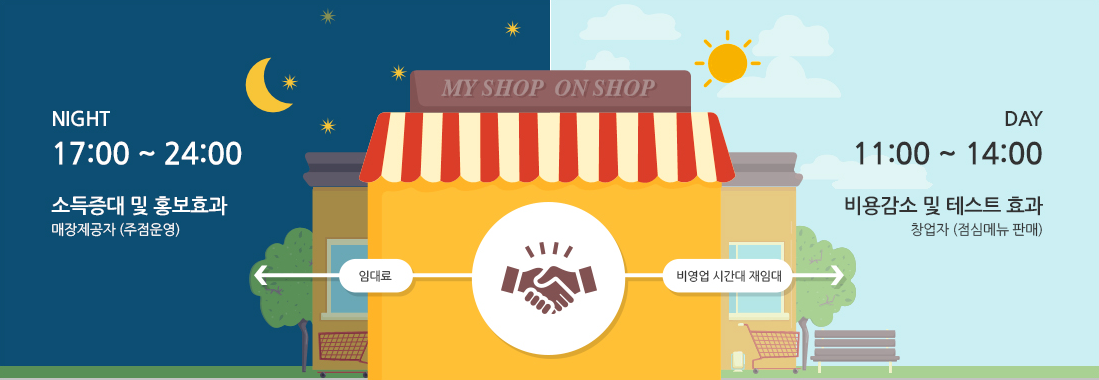 MY SHOP ON SHOP
NIGHT
17:00 ~ 24:00
소득증대 및 홍보효과
매장제공자 (주점운영)
임대료
DAY
11:00 ~ 14:00
비용감소 및 테스트 효과
창업자 (점심메뉴 판매)
비영업 시간대 재임대